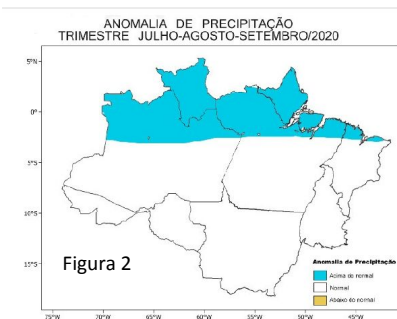 ANOMALIA DE PRECIPITAÇÃO
TRIMESTRE JULHO-AGOSTO-SETEMBRO/2020
5°N
0°
5°S
10°S
15°S
Figura 2
Anomalia de Precipitação
Acima do normal
Normal
Abaixo do normal
75°W 70°W 65°W 60°W 55°W 50°W 45°W